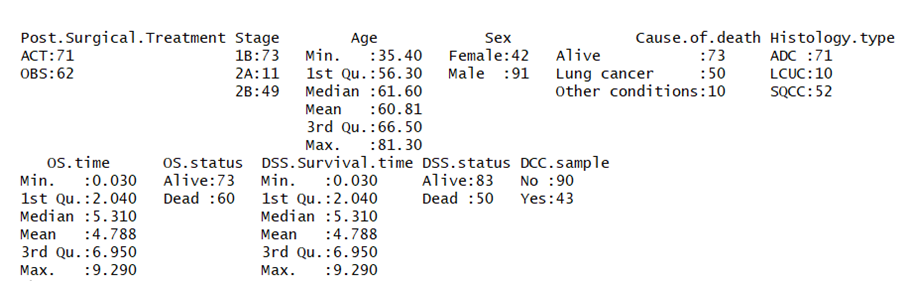 Post.Surgical.Treatment Stage Age Sex Cause.of.death Histology.type
ACT:71 1B:73 Min. :35.40 Female:42 Alive :73 ADC :71
OBS:62 2A:11 1st Qu.:56.30 Male :91 Lung cancer :50 LCUC:10
2B:49 Median :61.60 Other conditions:10 SQCC:52
Mean :60.81
3rd Qu.:66.50
Max. :81.30
OS.time OS.status DSS.Survival.time DSS.status DCC.sample
Min. :0.030 Alive:73 Min. :0.030 Alive:83 No :90
1st Qu.:2.040 Dead :60 1st Qu.:2.040 Dead :50 Yes:43
Median :5.310 Median :5.310
Mean :4.788 Mean :4.788
3rd Qu.:6.950 3rd Qu.:6.950
Max. :9.290 Max. :9.290